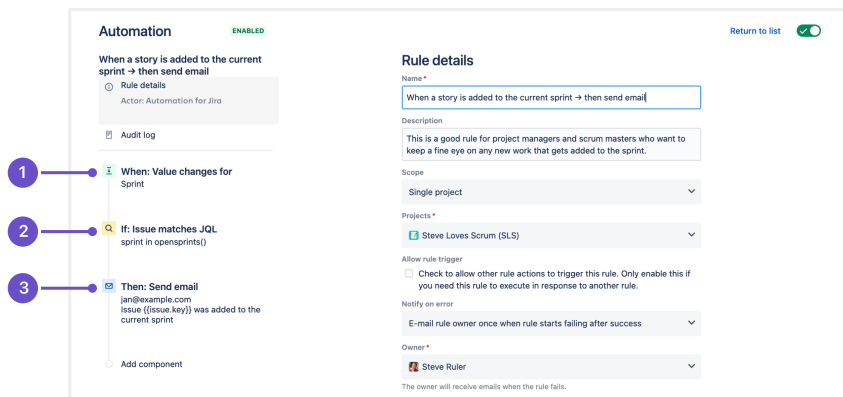 Automation
ENABLED
Return to list
When a story is added to the current
sprint → then send email
Rule details
Actor: Automation for Jira
Audit log
1
When: Value changes for
Sprint
2
If: Issue matches JQL
sprint in opensprints()
3
Then: Send email
jan@example.com
Issue {{issue.key}} was added to the
current sprint
Add component
Rule details
Name *
When a story is added to the current sprint → then send email
Description
This is a good rule for project managers and scrum masters who want to
keep a fine eye on any new work that gets added to the sprint.
Scope
Single project
Projects *
Steve Loves Scrum (SLS)
Allow rule trigger
Check to allow other rule actions to trigger this rule. Only enable this if
you need this rule to execute in response to another rule.
Notify on error
E-mail rule owner once when rule starts failing after success
Owner *
Steve Ruler
The owner will receive emails when the rule fails.